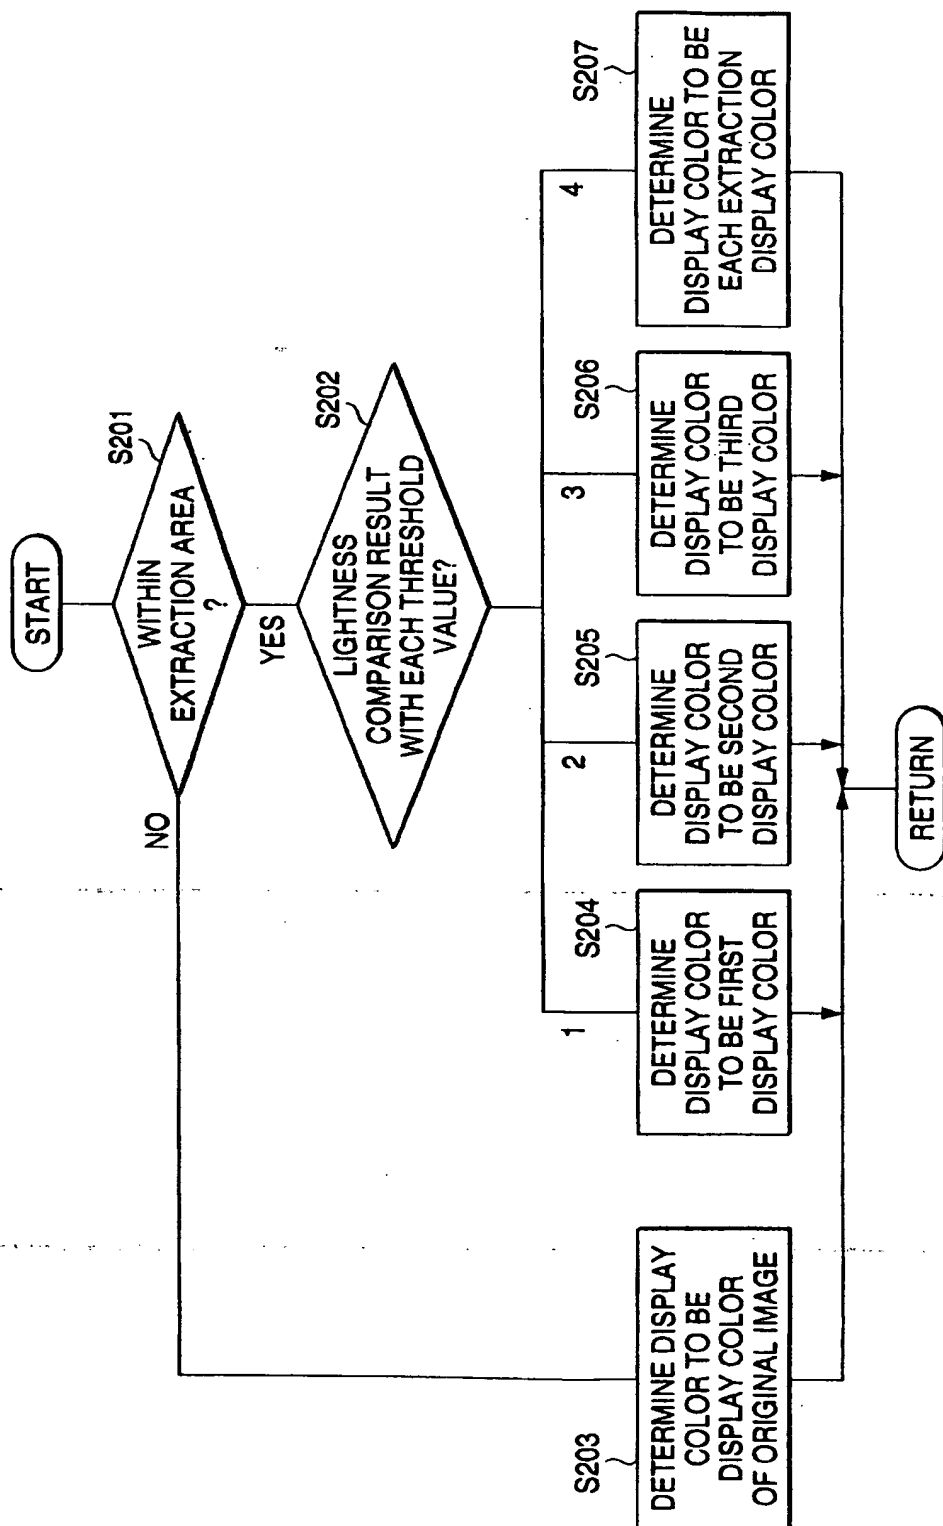 START
S201
WITHIN
EXTRACTION AREA
?
NO
YES
S202
LIGHTNESS
COMPARISON RESULT
WITH EACH THRESHOLD
VALUE?
1
2
3
4
S203
DETERMINE DISPLAY
COLOR TO BE
DISPLAY COLOR
OF ORIGINAL IMAGE
S204
DETERMINE
DISPLAY COLOR
TO BE FIRST
DISPLAY COLOR
S205
DETERMINE
DISPLAY COLOR
TO BE SECOND
DISPLAY COLOR
S206
DETERMINE
DISPLAY COLOR
TO BE THIRD
DISPLAY COLOR
S207
DETERMINE
DISPLAY COLOR TO BE
EACH EXTRACTION
DISPLAY COLOR
RETURN